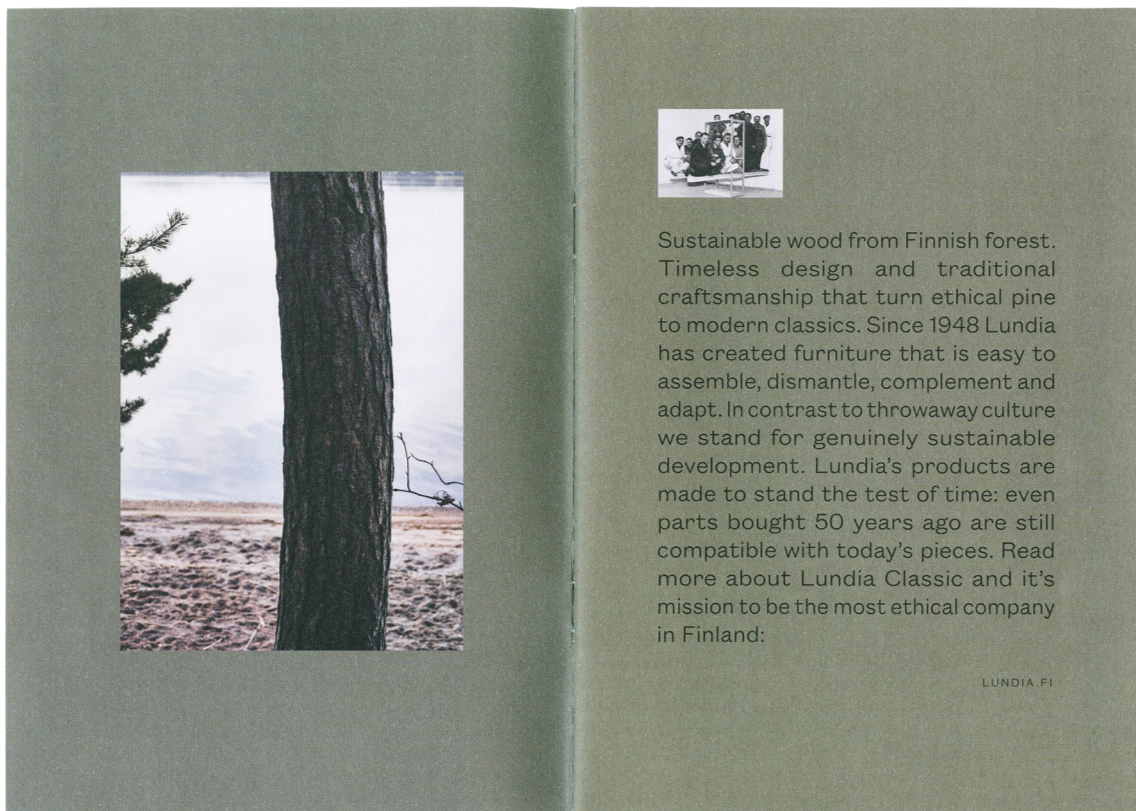 Sustainable wood from Finnish forest.
Timeless design and traditional
craftsmanship that turn ethical pine
to modern classics. Since 1948 Lundia
has created furniture that is easy to
assemble, dismantle, complement and
adapt. In contrast to throwaway culture
we stand for genuinely sustainable
development. Lundia's products are
made to stand the test of time: even
parts bought 50 years ago are still
compatible with today's pieces. Read
more about Lundia Classic and it's
mission to be the most ethical company
in Finland:
LUNDIA.FI